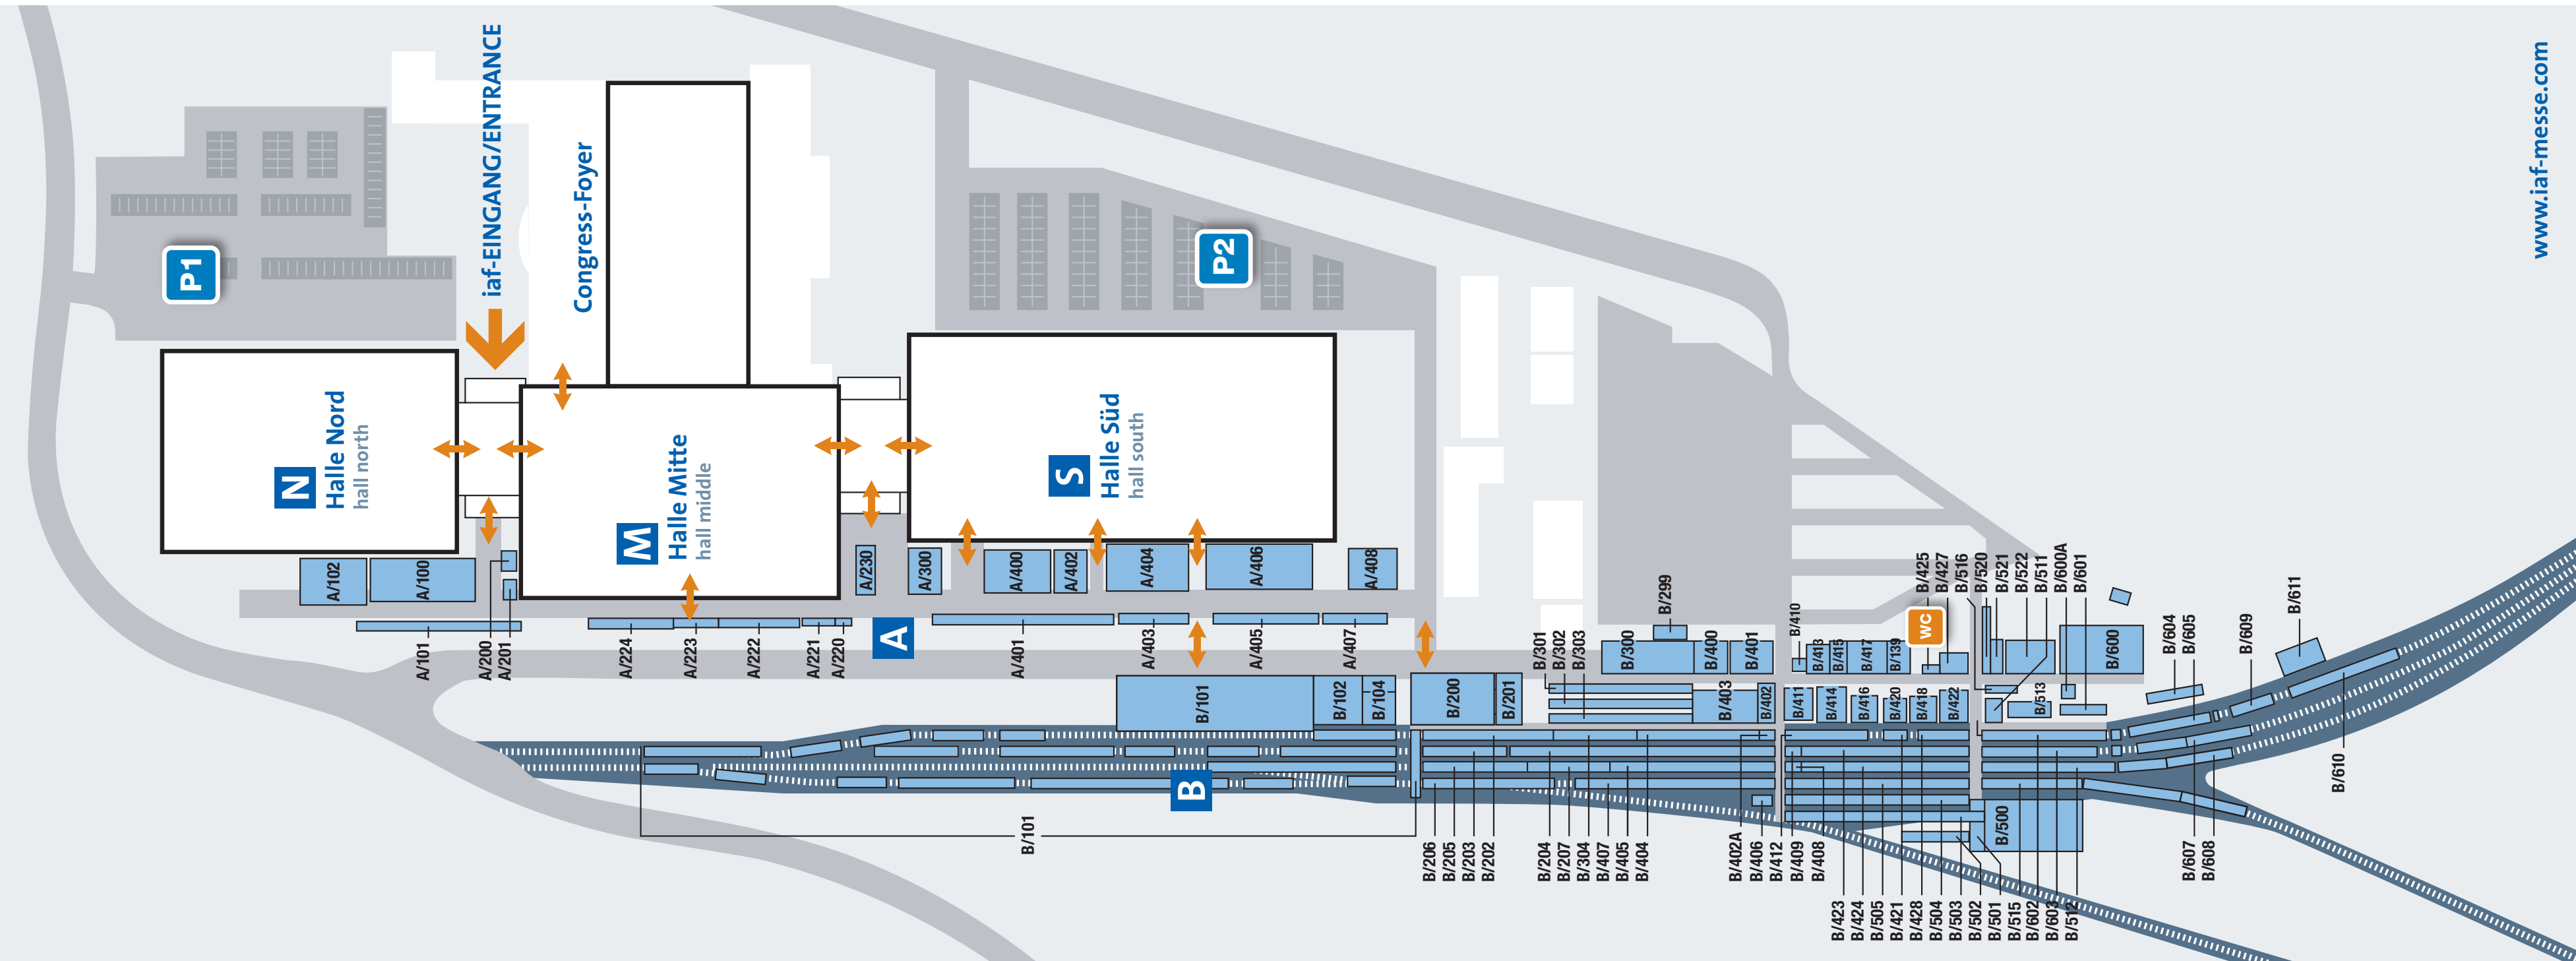 P1
iaf-EINGANG/ENTRANCE
Congress-Foyer
P2
www.iaf-messe.com
N
Halle Nord
hall north
M
Halle Mitte
hall middle
S
Halle Süd
hall south
A/102
A/100
A/101
A/200
A/201
A/224
A/223
A/222
A/221
A/220
A/230
A
A/300
A/400
A/402
A/404
A/406
A/408
A/401
A/403
A/405
A/407
B/101
B/102
B/104
B/200
B/201
B/301
B/302
B/303
B/299
B/300
B/400
B/401
B/403
B/402
B/410
B/413
B/415
B/417
B/139
B/411
B/414
B/416
B/420
B/418
B/422
WC
B/425
B/427
B/516
B/520
B/521
B/522
B/511
B/600A
B/601
B/513
B/600
B/604
B/605
B/609
B/611
B/610
B
B/101
B/206
B/205
B/203
B/202
B/204
B/207
B/304
B/407
B/405
B/404
B/402A
B/406
B/412
B/409
B/408
B/500
B/423
B/424
B/505
B/421
B/428
B/504
B/503
B/502
B/501
B/515
B/602
B/603
B/512
B/607
B/608